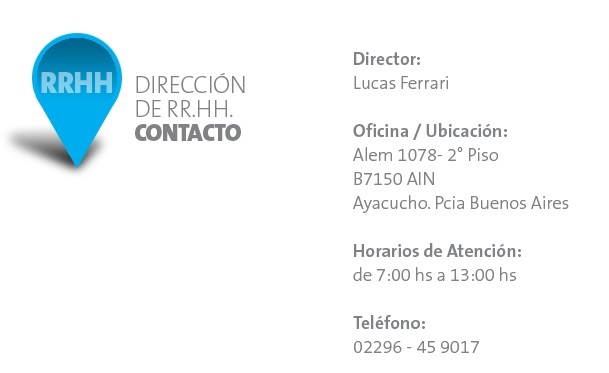 RRHH
DIRECCIÓN
DE RR.HH.
CONTACTO
Director:
Lucas Ferrari
Oficina / Ubicación:
Alem 1078- 2° Piso
B7150 AIN
Ayacucho. Pcia Buenos Aires
Horarios de Atención:
de 7:00 hs a 13:00 hs
Teléfono:
02296 - 45 9017